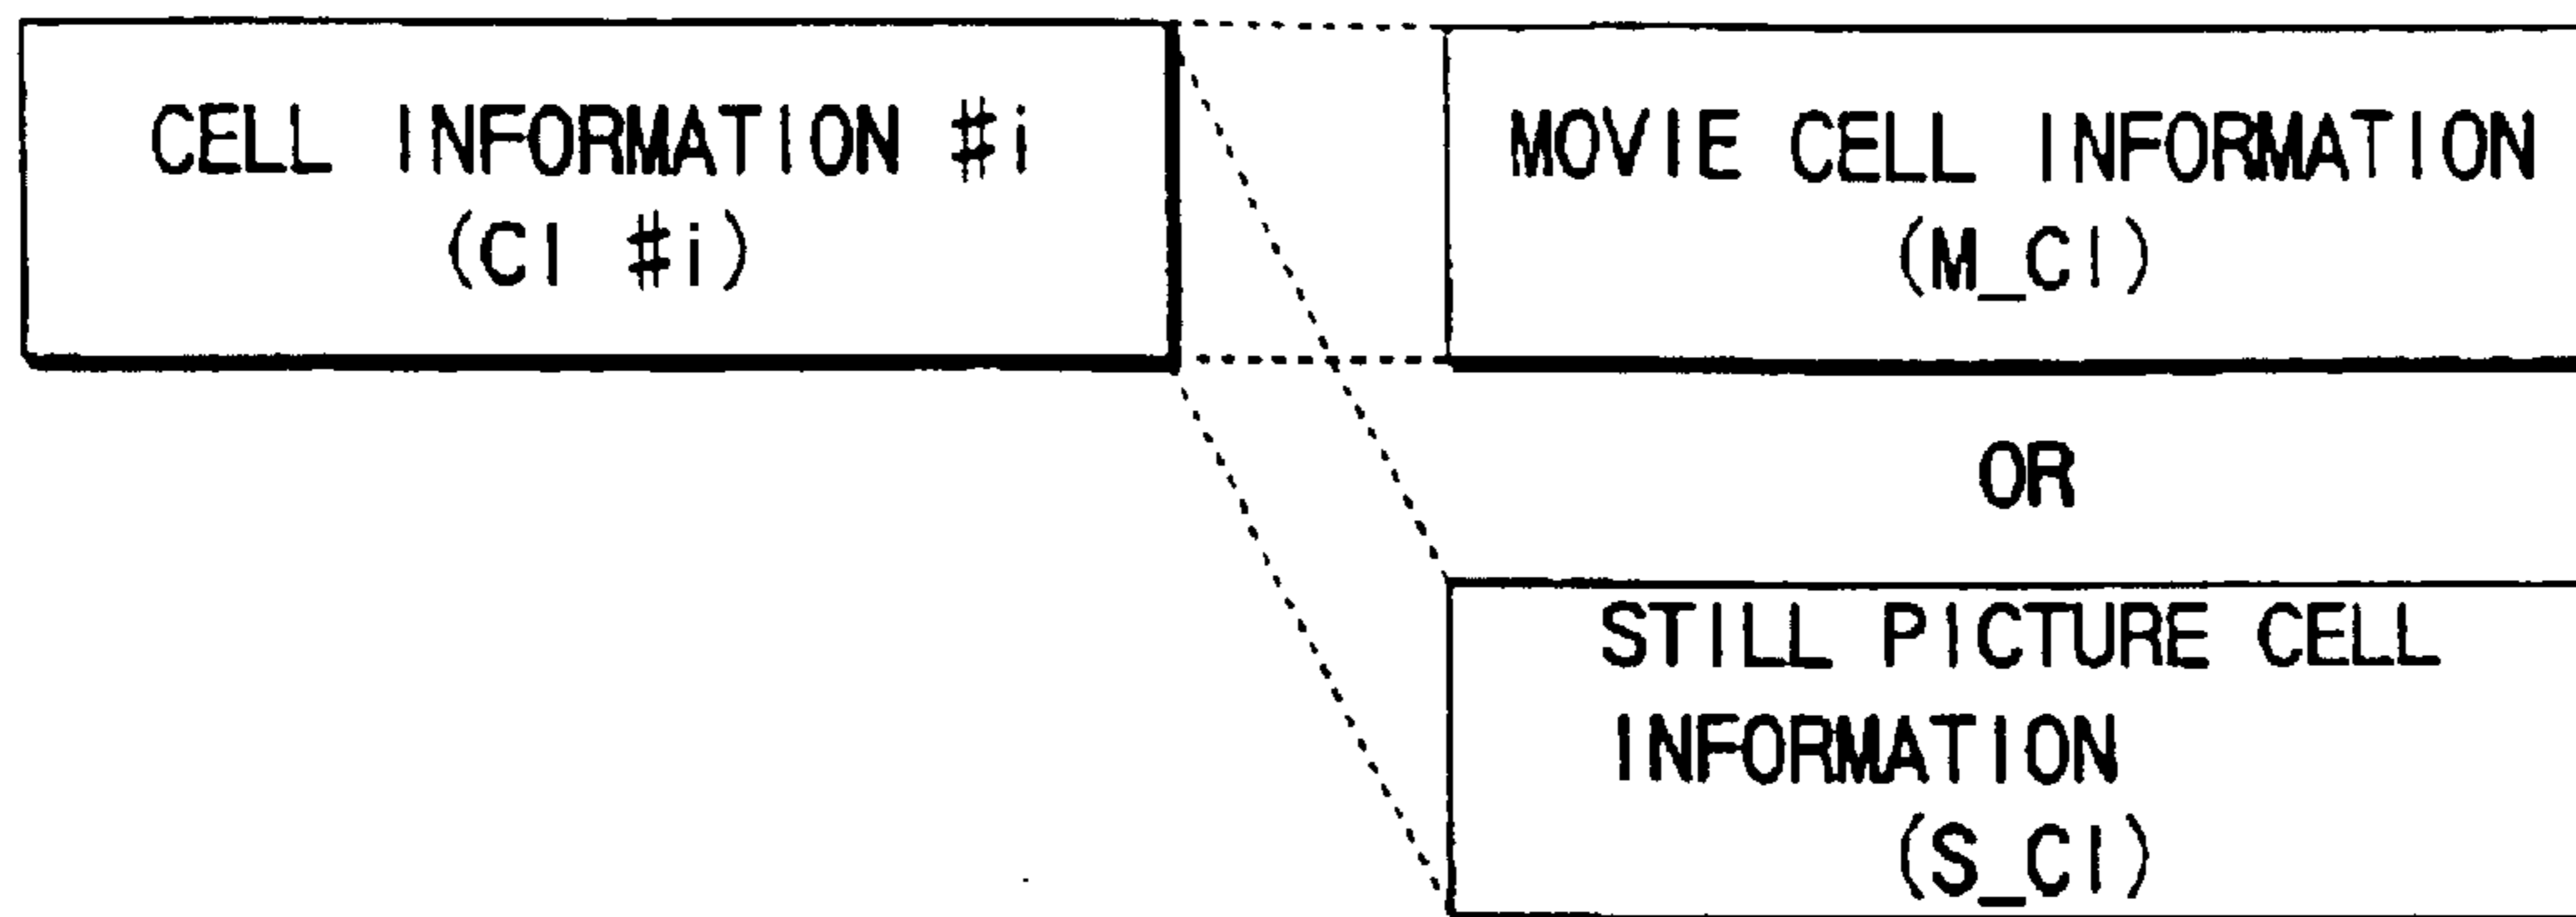 CELL INFORMATION #i
(CI #i)
MOVIE CELL INFORMATION
(M_CI)
OR
STILL PICTURE CELL
INFORMATION
(S_CI)